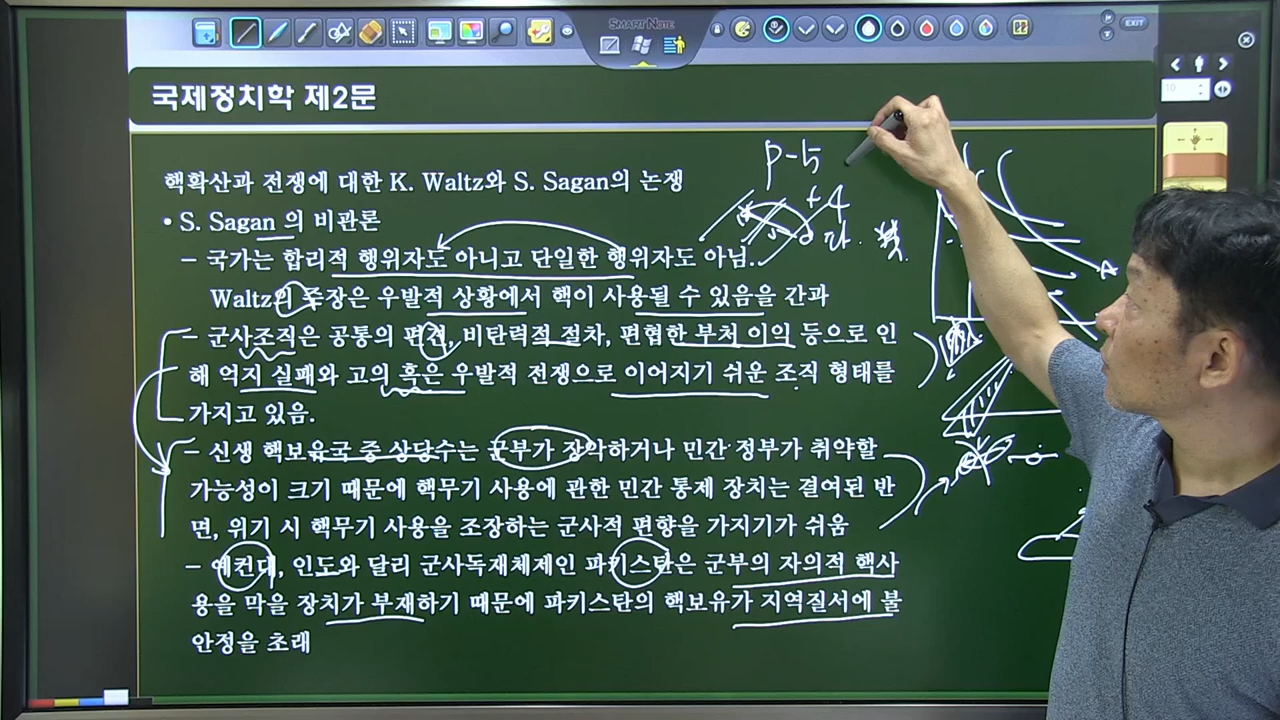 SMART NOTE
EXIT
10
국제정치학 제2문
핵확산과 전쟁에 대한 K. Waltz와 S. Sagan의 논쟁
• S. Sagan 의 비관론
– 국가는 합리적 행위자도 아니고 단일한 행위자도 아님.
Waltz의 주장은 우발적 상황에서 핵이 사용될 수 있음을 간과
– 군사조직은 공통의 편견, 비탄력적 절차, 편협한 부처 이익 등으로 인
해 억지 실패와 고의 혹은 우발적 전쟁으로 이어지기 쉬운 조직 형태를
가지고 있음.
– 신생 핵보유국 중 상당수는 군부가 장악하거나 민간 정부가 취약할
가능성이 크기 때문에 핵무기 사용에 관한 민간 통제 장치는 결여된 반
면, 위기 시 핵무기 사용을 조장하는 군사적 편향을 가지기가 쉬움
– 예컨대, 인도와 달리 군사독재체제인 파키스탄은 군부의 자의적 핵사
용을 막을 장치가 부재하기 때문에 파키스탄의 핵보유가 지역질서에 불
안정을 초래
P-5
+4